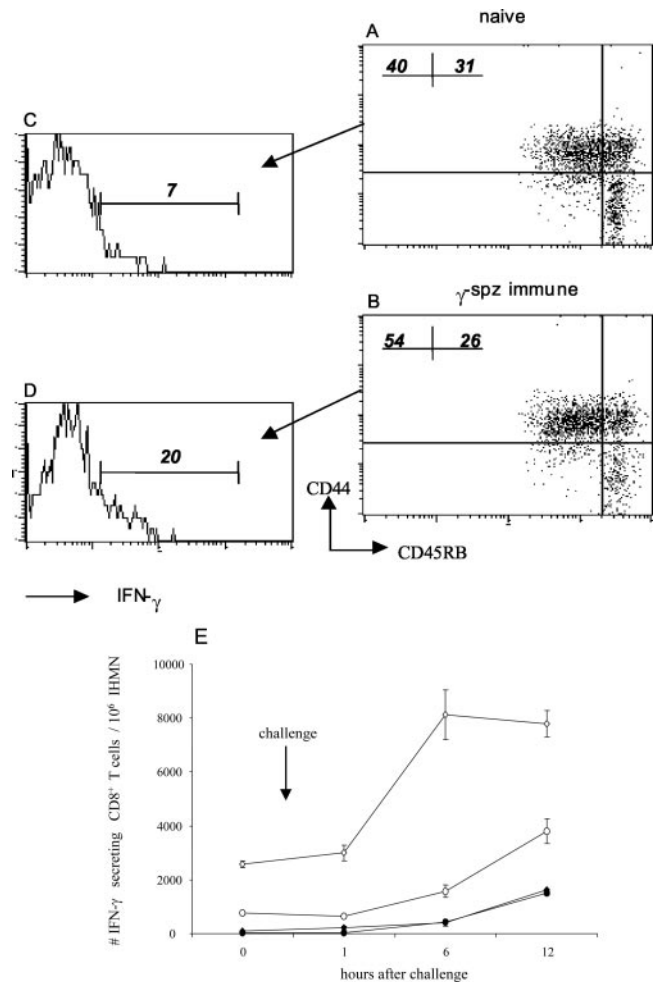 naive
A
40 31
C
7
γ-spz immune
B
54 26
D
20
CD44
CD45RB
IFN-γ
E
# IFN-γ secreting CD8+ T cells / 10⁶ IHMN
10000
8000
6000
4000
2000
0
challenge
0 1 6 12
hours after challenge